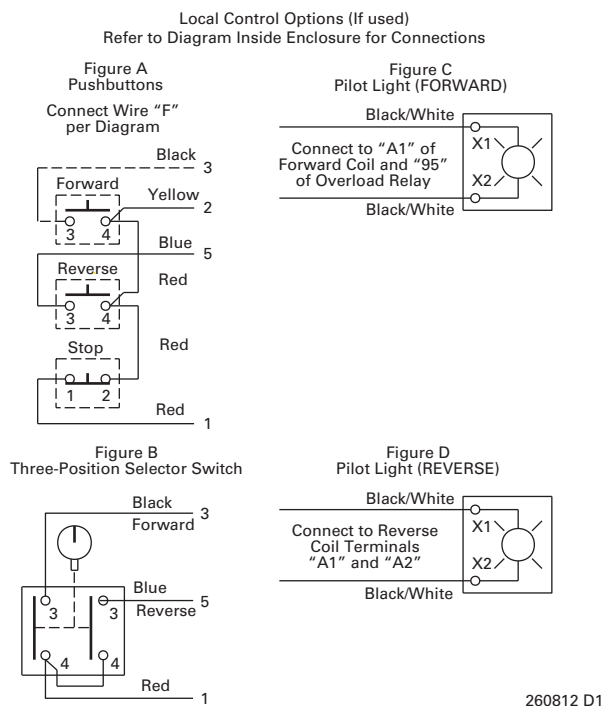 Local Control Options (If used)
Refer to Diagram Inside Enclosure for Connections
Figure A
Pushbuttons
Connect Wire “F”
per Diagram
Black
3
Forward
Yellow
2
3 4
Blue
5
Reverse
Red
3 4
Red
Stop
1 2
Red
1
Figure C
Pilot Light (FORWARD)
Black/White
X1
Connect to “A1” of
Forward Coil and “95”
of Overload Relay
X2
Black/White
Figure B
Three-Position Selector Switch
Black
3
Forward
Blue
5
Reverse
3 3
4 4
Red
1
Figure D
Pilot Light (REVERSE)
Black/White
X1
Connect to Reverse
Coil Terminals
“A1” and “A2”
X2
Black/White
260812 D1